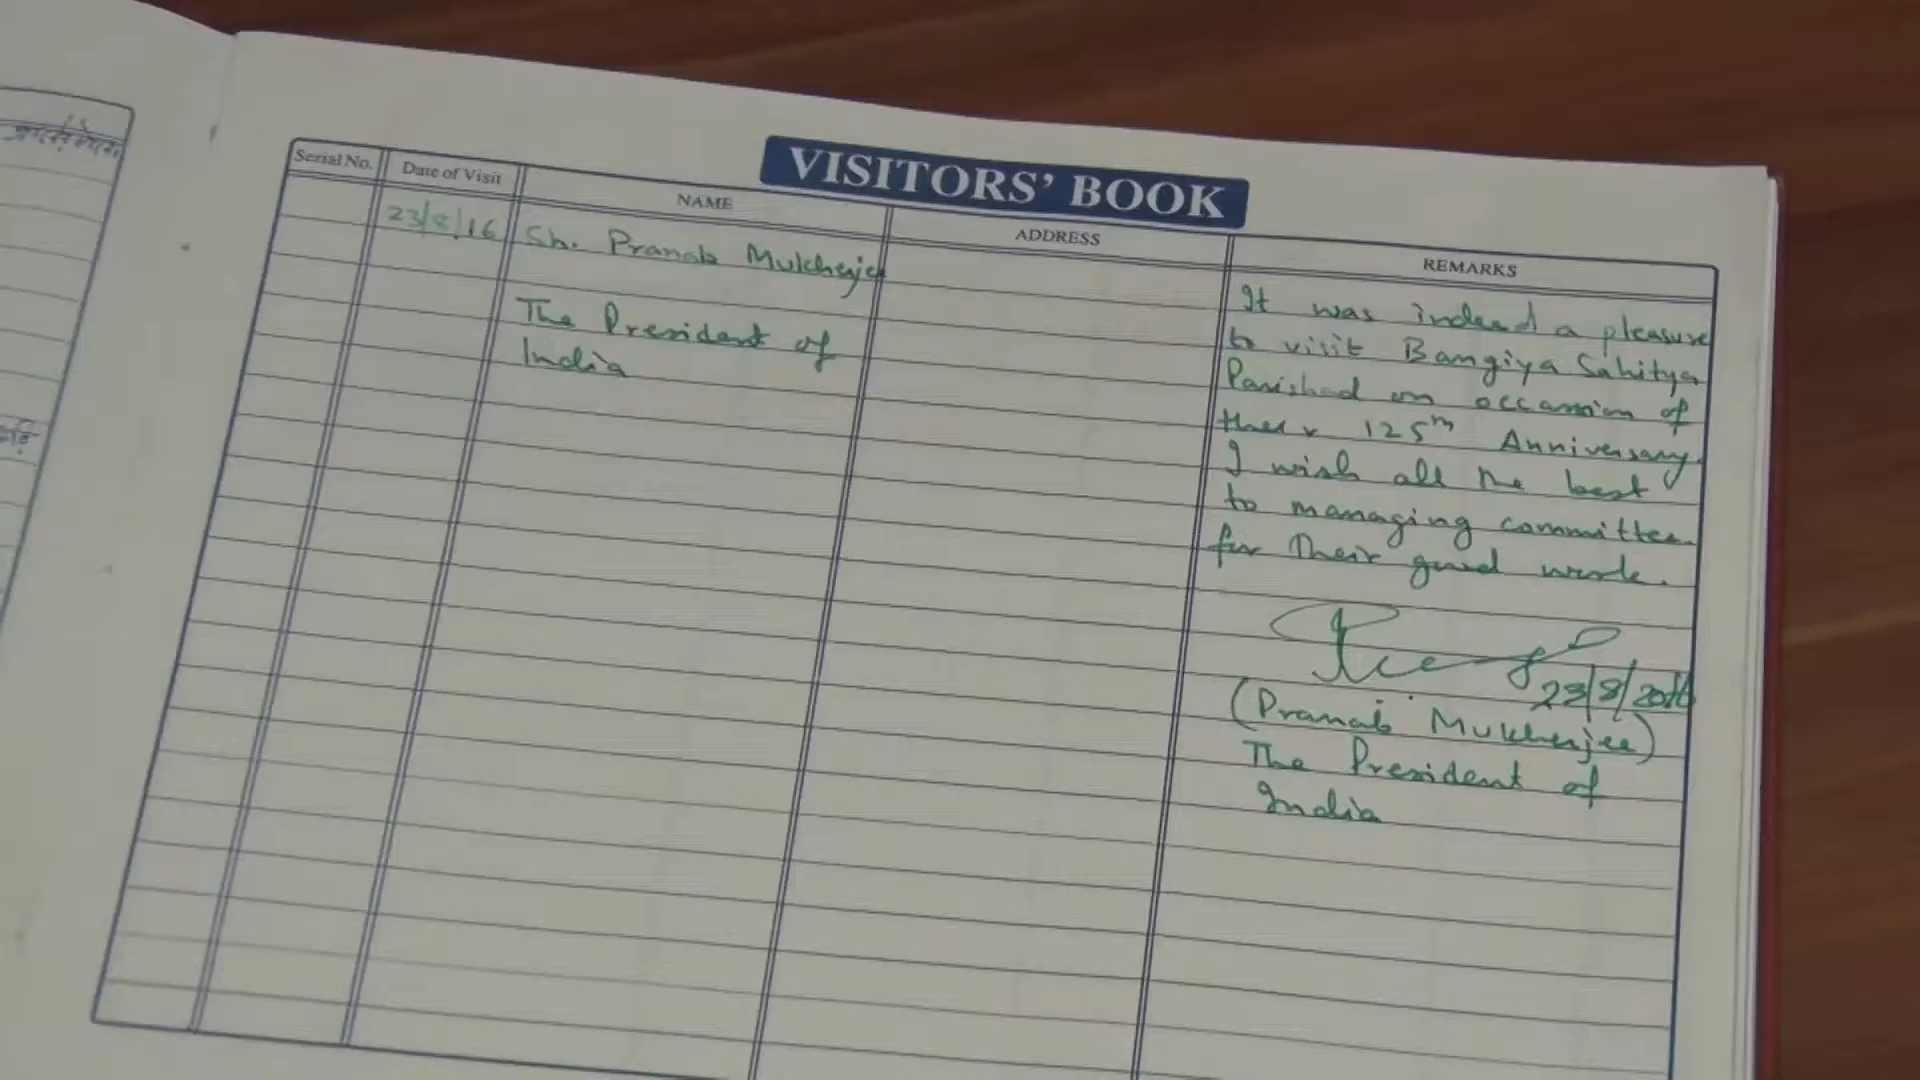 VISITORS' BOOK
Serial No.
Date of Visit
NAME
ADDRESS
REMARKS
23/8/16
Sh. Pranab Mukherjee
The President of
India
It was indeed a pleasure
to visit Bangiya Sahitya
Parishad on occassion of
their 125th Anniversary.
I wish all the best
to managing committee
for their good work.
23/8/2016
(Pranab Mukherjee)
The President of
India